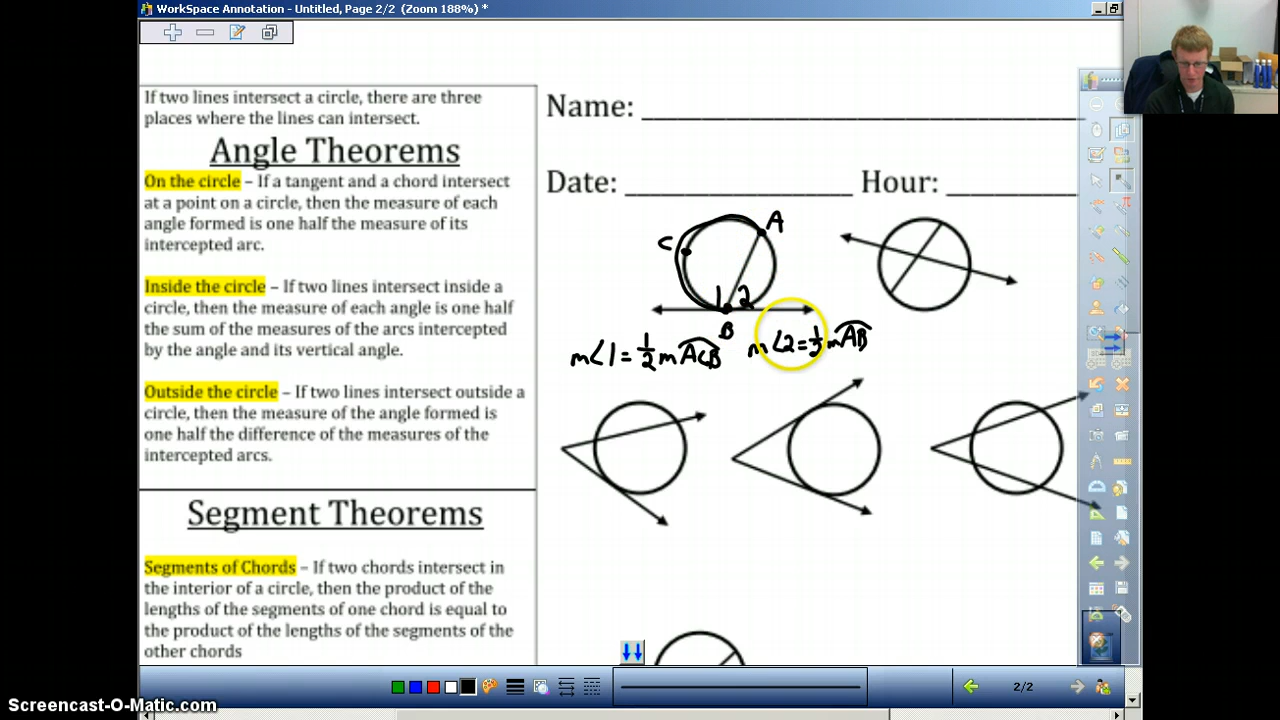 WorkSpace Annotation - Untitled, Page 2/2 (Zoom 188%) *
If two lines intersect a circle, there are three
places where the lines can intersect.
Angle Theorems
On the circle – If a tangent and a chord intersect
at a point on a circle, then the measure of each
angle formed is one half the measure of its
intercepted arc.
Inside the circle – If two lines intersect inside a
circle, then the measure of each angle is one half
the sum of the measures of the arcs intercepted
by the angle and its vertical angle.
Outside the circle – If two lines intersect outside a
circle, then the measure of the angle formed is
one half the difference of the measures of the
intercepted arcs.
Segment Theorems
Segments of Chords – If two chords intersect in
the interior of a circle, then the product of the
lengths of the segments of one chord is equal to
the product of the lengths of the segments of the
other chords
Name: ______________________________
Date: ________________ Hour: _________
A
C
1 2
B
m∠1 = 1/2 m ACB
m∠2 = 1/2 m AB
2/2
Screencast-O-Matic.com